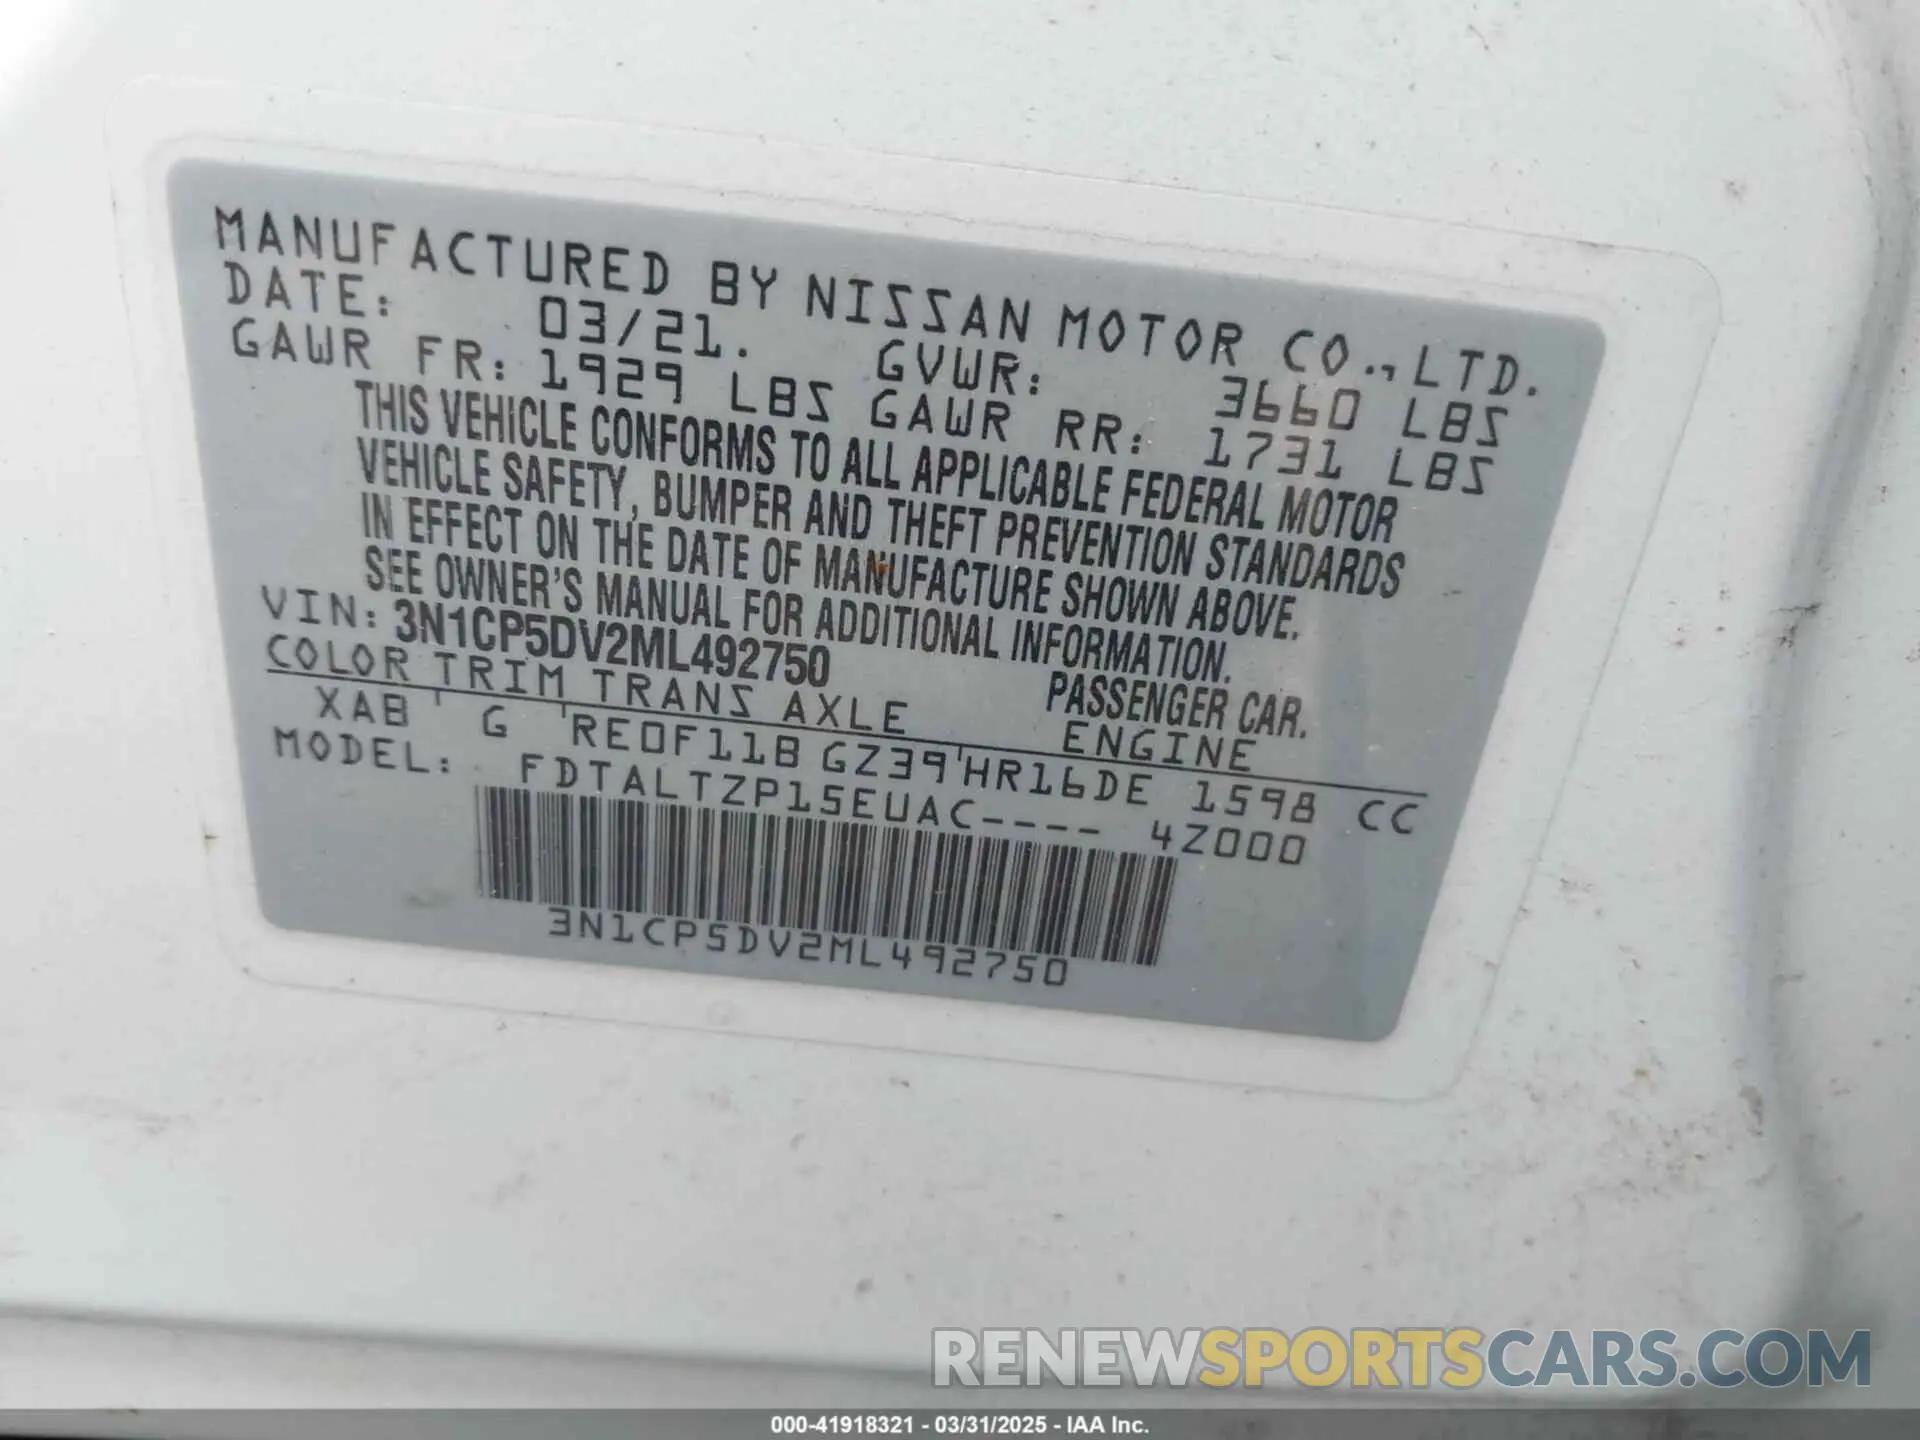 MANUFACTURED BY NISSAN MOTOR CO.,LTD.
DATE: 03/21. GVWR: 3660 LBS
GAWR FR: 1929 LBS GAWR RR: 1731 LBS
THIS VEHICLE CONFORMS TO ALL APPLICABLE FEDERAL MOTOR
VEHICLE SAFETY, BUMPER AND THEFT PREVENTION STANDARDS
IN EFFECT ON THE DATE OF MANUFACTURE SHOWN ABOVE.
SEE OWNER'S MANUAL FOR ADDITIONAL INFORMATION.
VIN: 3N1CP5DV2ML492750 PASSENGER CAR.
COLOR TRIM TRANS AXLE ENGINE
XAB G RE0F11B GZ39 HR16DE 1598 CC
MODEL: FDTALTZP15EUAC---- 4Z000
3N1CP5DV2ML492750
RENEWSPORTSCARS.COM
000-41918321 - 03/31/2025 - IAA Inc.